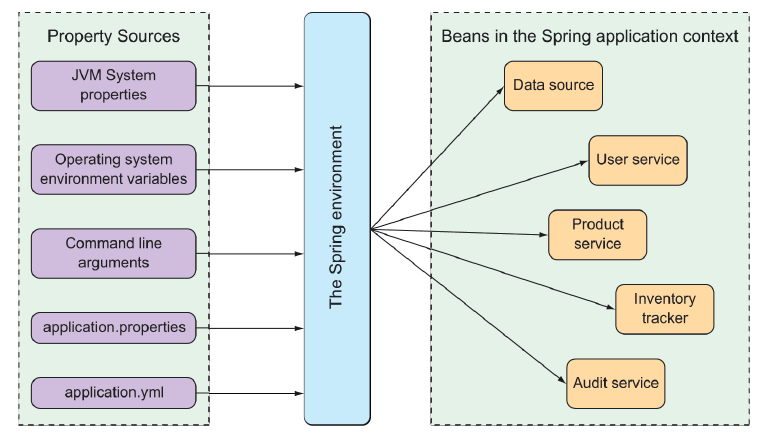 Property Sources
JVM System
properties
Operating system
environment variables
Command line
arguments
application.properties
application.yml
The Spring environment
Beans in the Spring application context
Data source
User service
Product
service
Inventory
tracker
Audit service